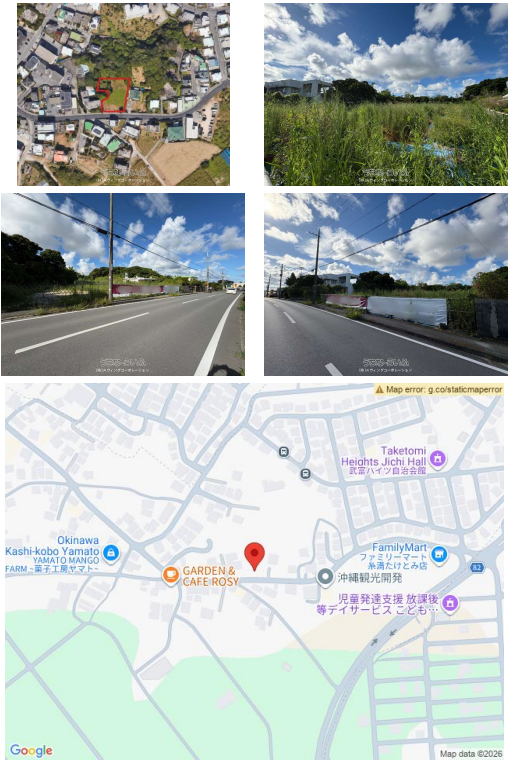 Map error: g.co/staticmaperror
Taketomi
Heights Jichi Hall
武富ハイツ自治会館
Okinawa
Kashi-kobo Yamato
YAMATO MANGO
FARM ~菓子工房ヤマト~
GARDEN &
CAFE ROSY
FamilyMart
ファミリーマート
糸満たけとみ店
82
沖縄観光開発
児童発達支援 放課後
等デイサービス こども…
Google
Map data ©2026